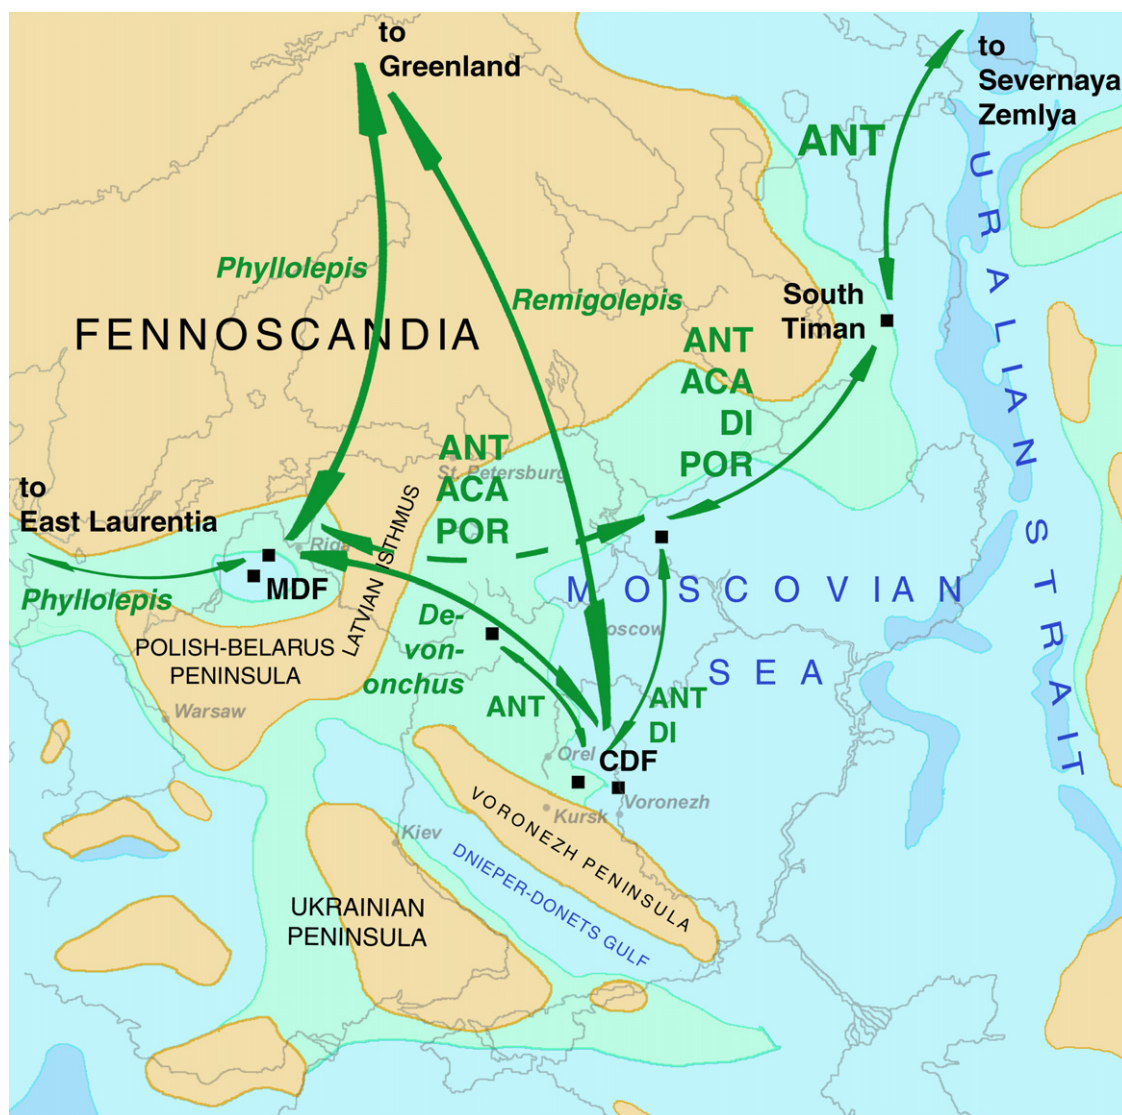 to
Greenland
to
Severnaya
Zemlya
ANT
URALIAN STRAIT
Phyllolepis
Remigolepis
South
Timan
FENNOSCANDIA
ANT
ACA
DI
POR
ANT
ACA
POR
St. Petersburg
to
East Laurentia
Riga
LATVIAN ISTHMUS
MDF
Phyllolepis
MOSCOVIAN
SEA
De-
von-
onchus
oscow
POLISH-BELARUS
PENINSULA
Warsaw
ANT
ANT
DI
Orel
CDF
Kursk
Voronezh
VORONEZH PENINSULA
Kiev
DNIEPER-DONETS GULF
UKRAINIAN
PENINSULA